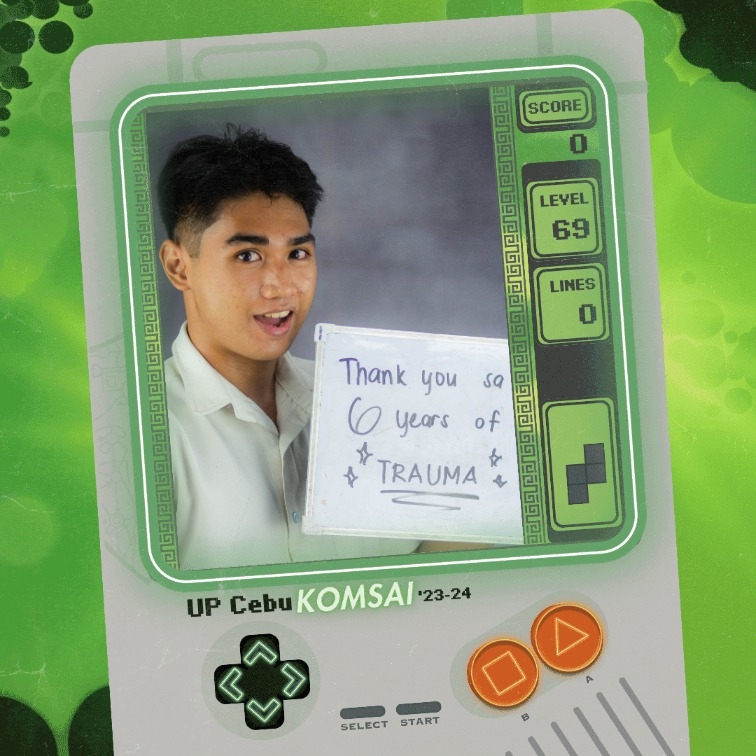 SCORE
0
LEVEL
69
LINES
0
Thank you sa
6 years of
TRAUMA
UP Cebu KOMSAI '23-24
SELECT
START
B
A